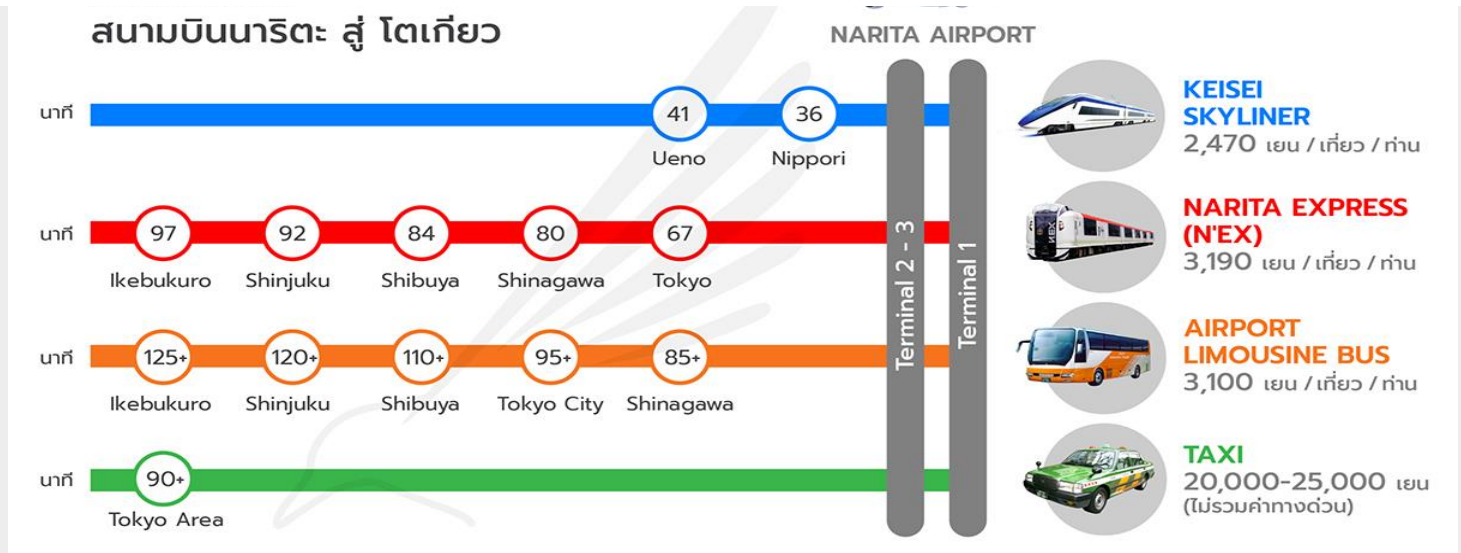 สนามบินนาริตะ สู่ โตเกียว
NARITA AIRPORT
นาที
41
36
Ueno
Nippori
KEISEI
SKYLINER
2,470 เยน / เที่ยว / ท่าน
นาที
97
92
84
80
67
Ikebukuro
Shinjuku
Shibuya
Shinagawa
Tokyo
NARITA EXPRESS
(N'EX)
3,190 เยน / เที่ยว / ท่าน
Terminal 2 - 3
Terminal 1
นาที
125+
120+
110+
95+
85+
Ikebukuro
Shinjuku
Shibuya
Tokyo City
Shinagawa
AIRPORT
LIMOUSINE BUS
3,100 เยน / เที่ยว / ท่าน
นาที
90+
Tokyo Area
TAXI
20,000-25,000 เยน
(ไม่รวมค่าทางด่วน)